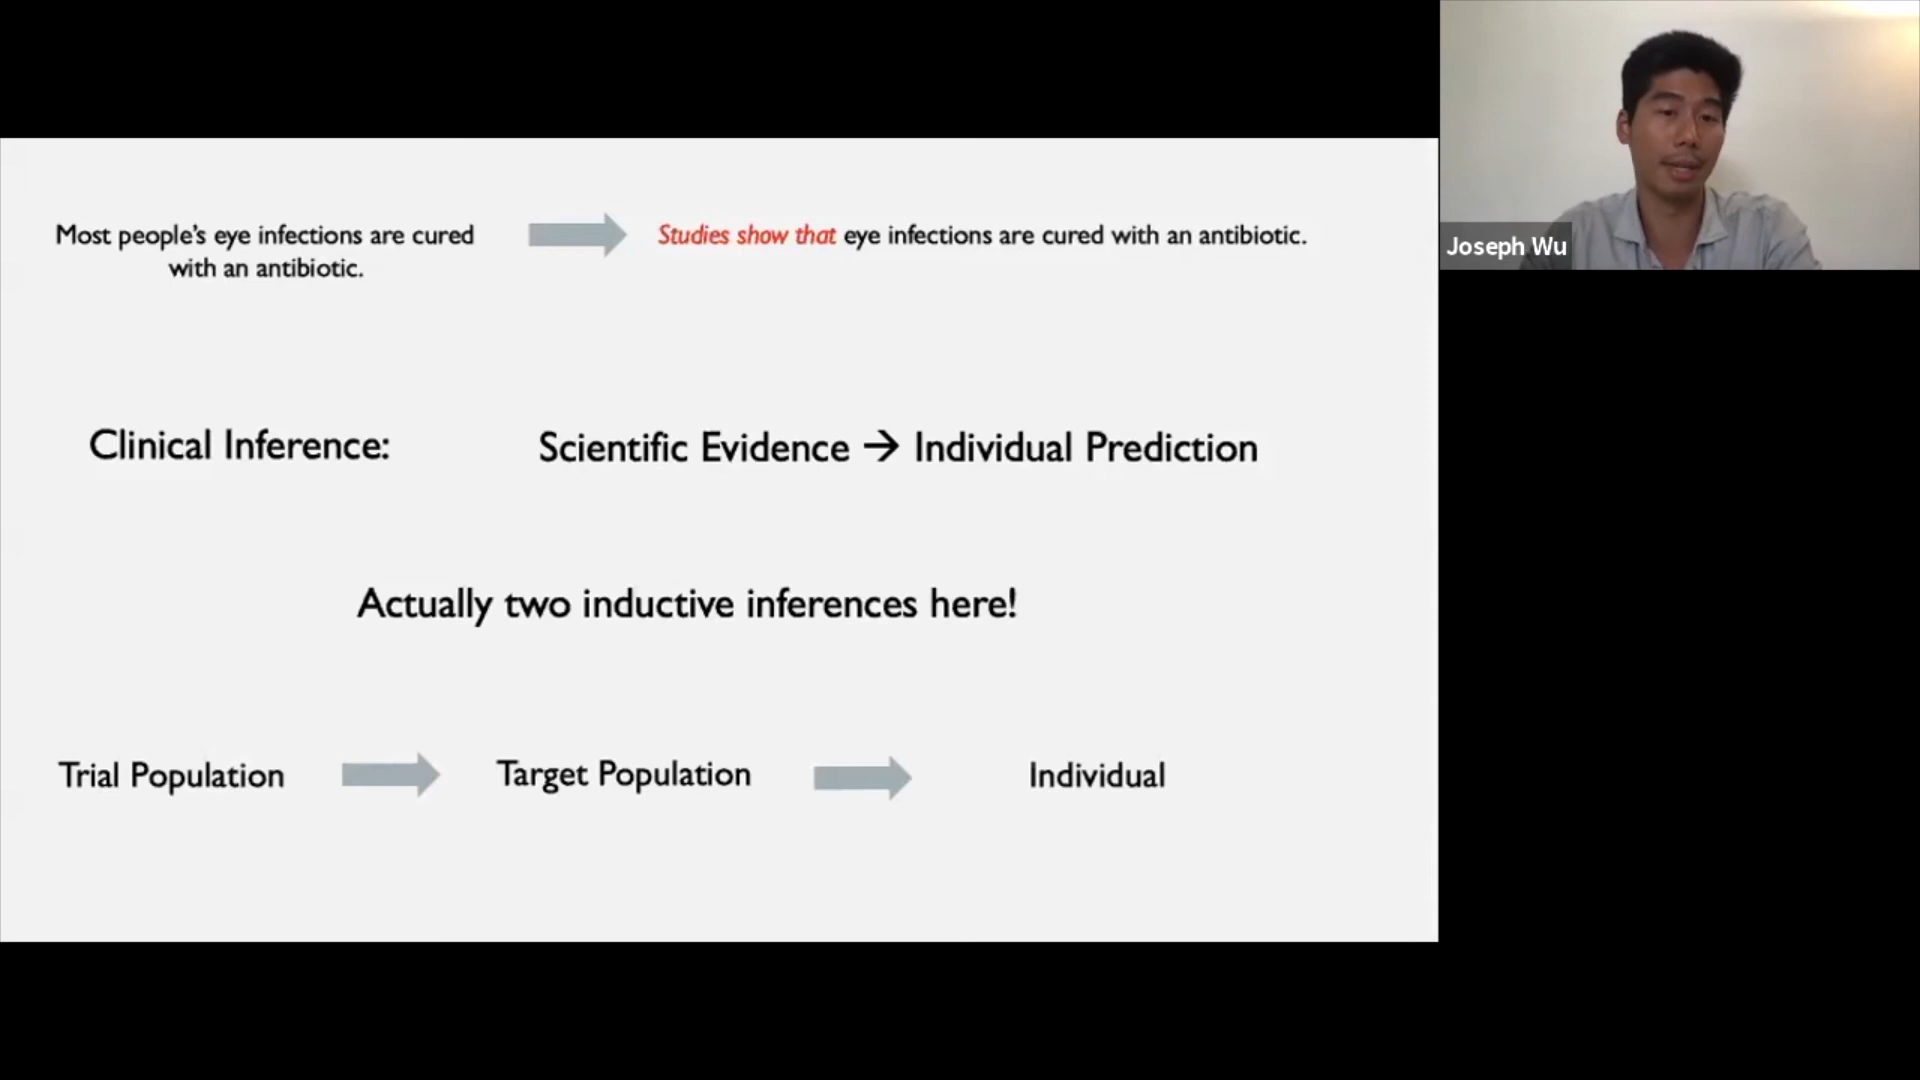 Most people's eye infections are cured
with an antibiotic.
Studies show that eye infections are cured with an antibiotic.
Clinical Inference:
Scientific Evidence → Individual Prediction
Actually two inductive inferences here!
Trial Population
Target Population
Individual
Joseph Wu